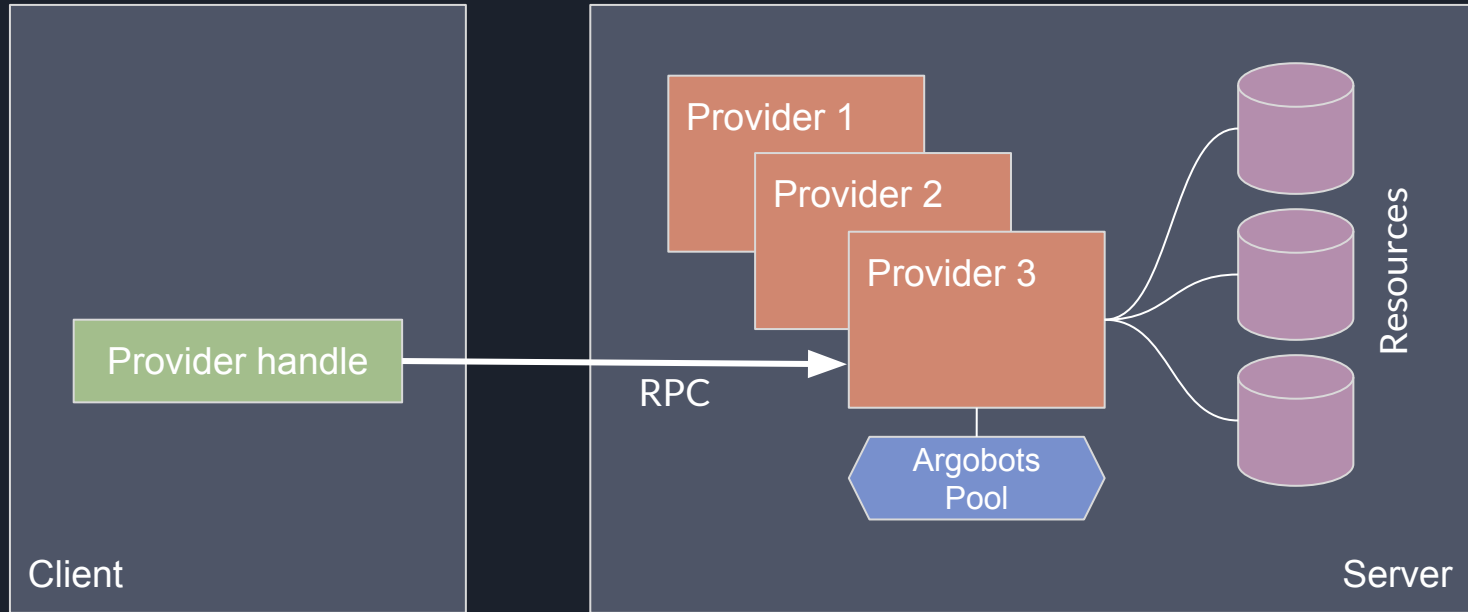 Provider 1
Provider 2
Provider 3
Provider handle
RPC
Argobots
Pool
Resources
Client
Server